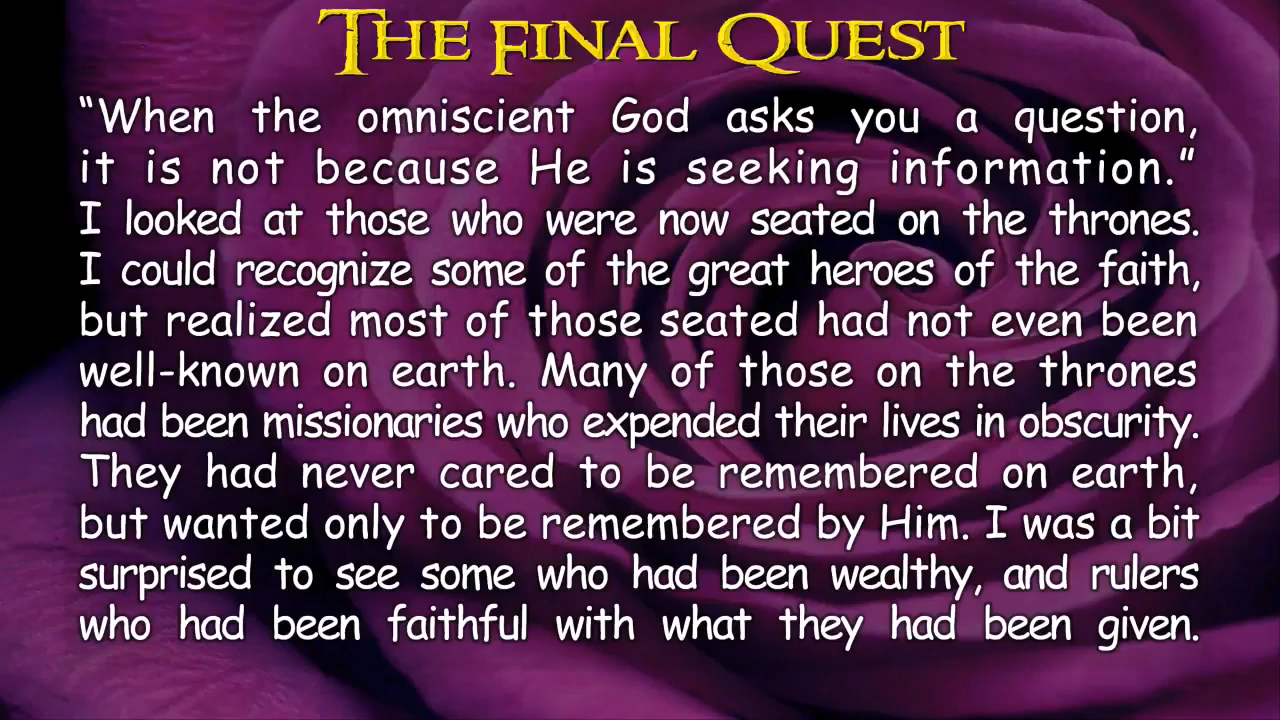 The Final Quest
“When the omniscient God asks you a question,
it is not because He is seeking information.”
I looked at those who were now seated on the thrones.
I could recognize some of the great heroes of the faith,
but realized most of those seated had not even been
well-known on earth. Many of those on the thrones
had been missionaries who expended their lives in obscurity.
They had never cared to be remembered on earth,
but wanted only to be remembered by Him. I was a bit
surprised to see some who had been wealthy, and rulers
who had been faithful with what they had been given.